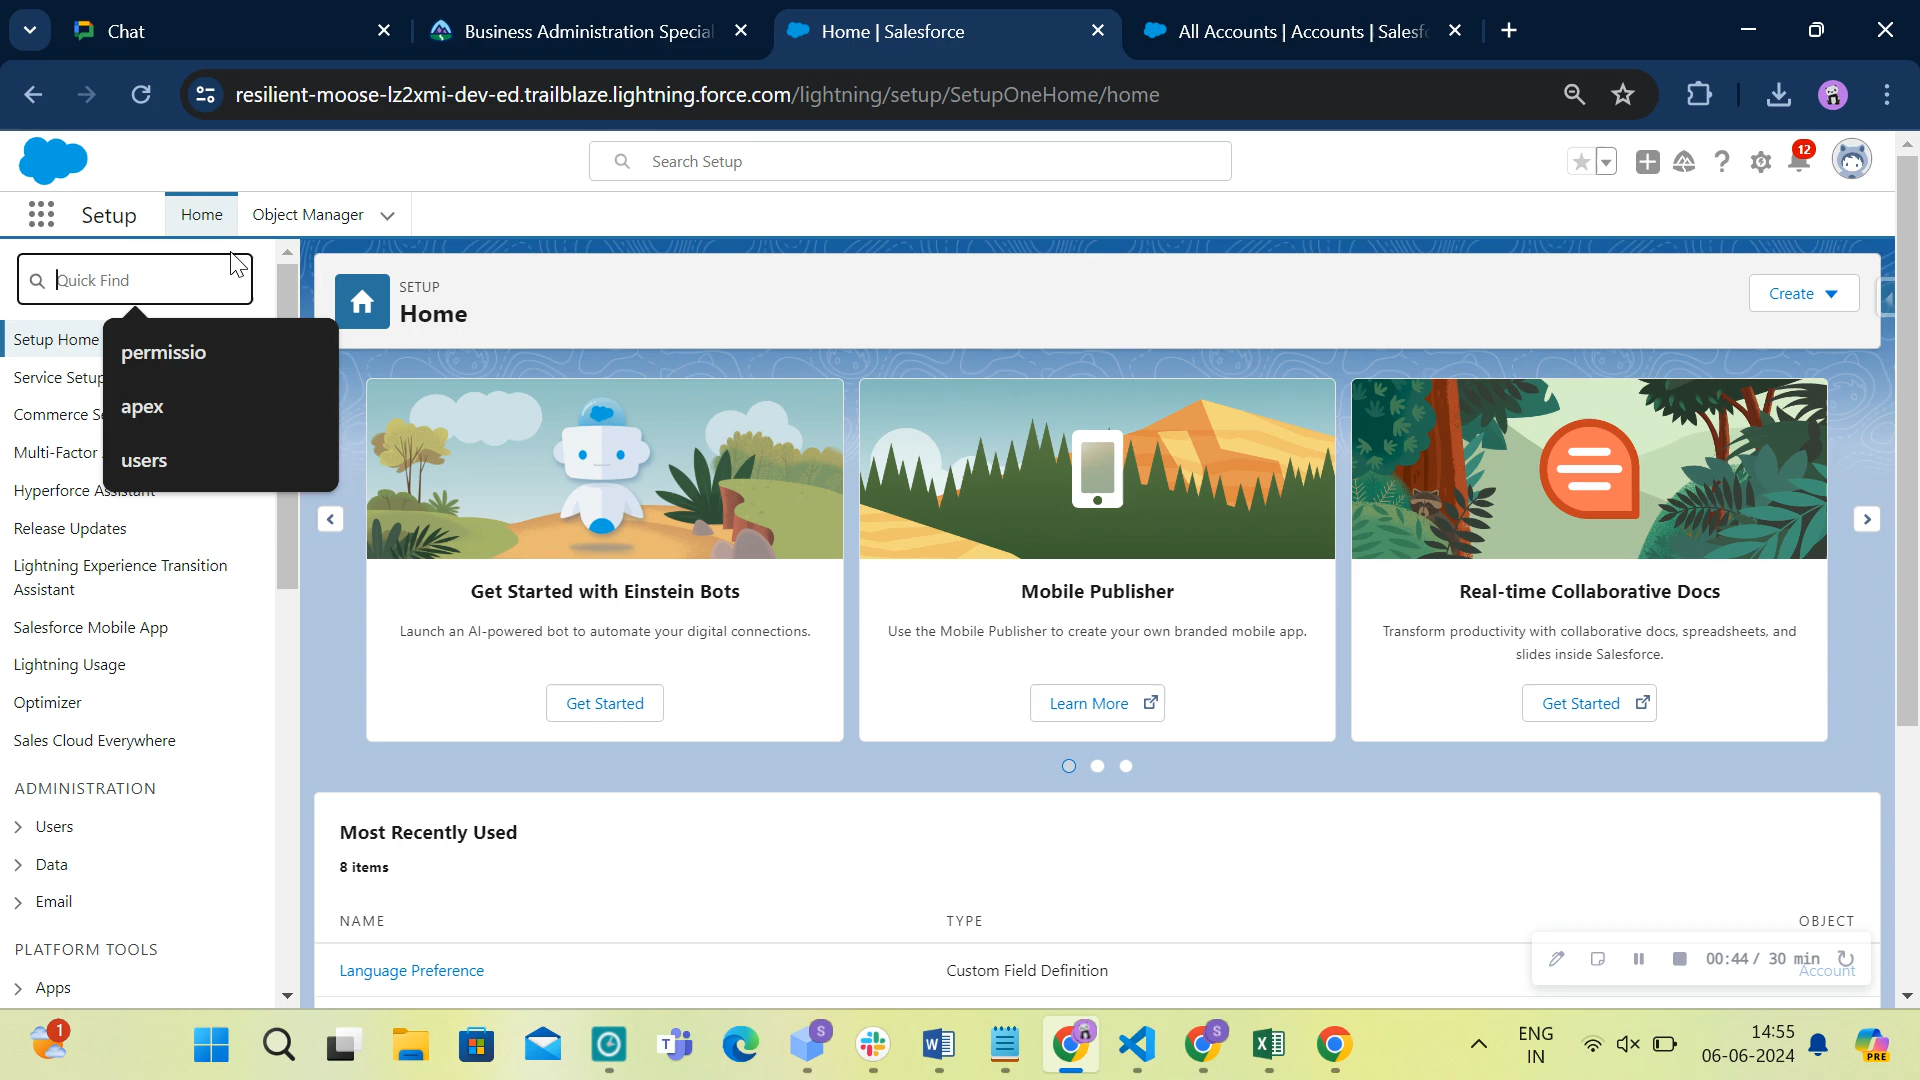 Chat
Business Administration Special
Home | Salesforce
All Accounts | Accounts | Salesf
resilient-moose-lz2xmi-dev-ed.trailblaze.lightning.force.com/lightning/setup/SetupOneHome/home
Search Setup
12
Setup
Home
Object Manager
Quick Find
Setup Home
Service Setup
Commerce Se
Multi-Factor
Hyperforce Assistant
Release Updates
Lightning Experience Transition
Assistant
Salesforce Mobile App
Lightning Usage
Optimizer
Sales Cloud Everywhere
ADMINISTRATION
Users
Data
Email
PLATFORM TOOLS
Apps
permissio
apex
users
SETUP
Home
Create
Get Started with Einstein Bots
Launch an AI-powered bot to automate your digital connections.
Get Started
Mobile Publisher
Use the Mobile Publisher to create your own branded mobile app.
Learn More
Real-time Collaborative Docs
Transform productivity with collaborative docs, spreadsheets, and
slides inside Salesforce.
Get Started
Most Recently Used
8 items
NAME TYPE OBJECT
Language Preference Custom Field Definition Account
00:44 / 30 min
1
S
S
ENG
IN
14:55
06-06-2024
PRE